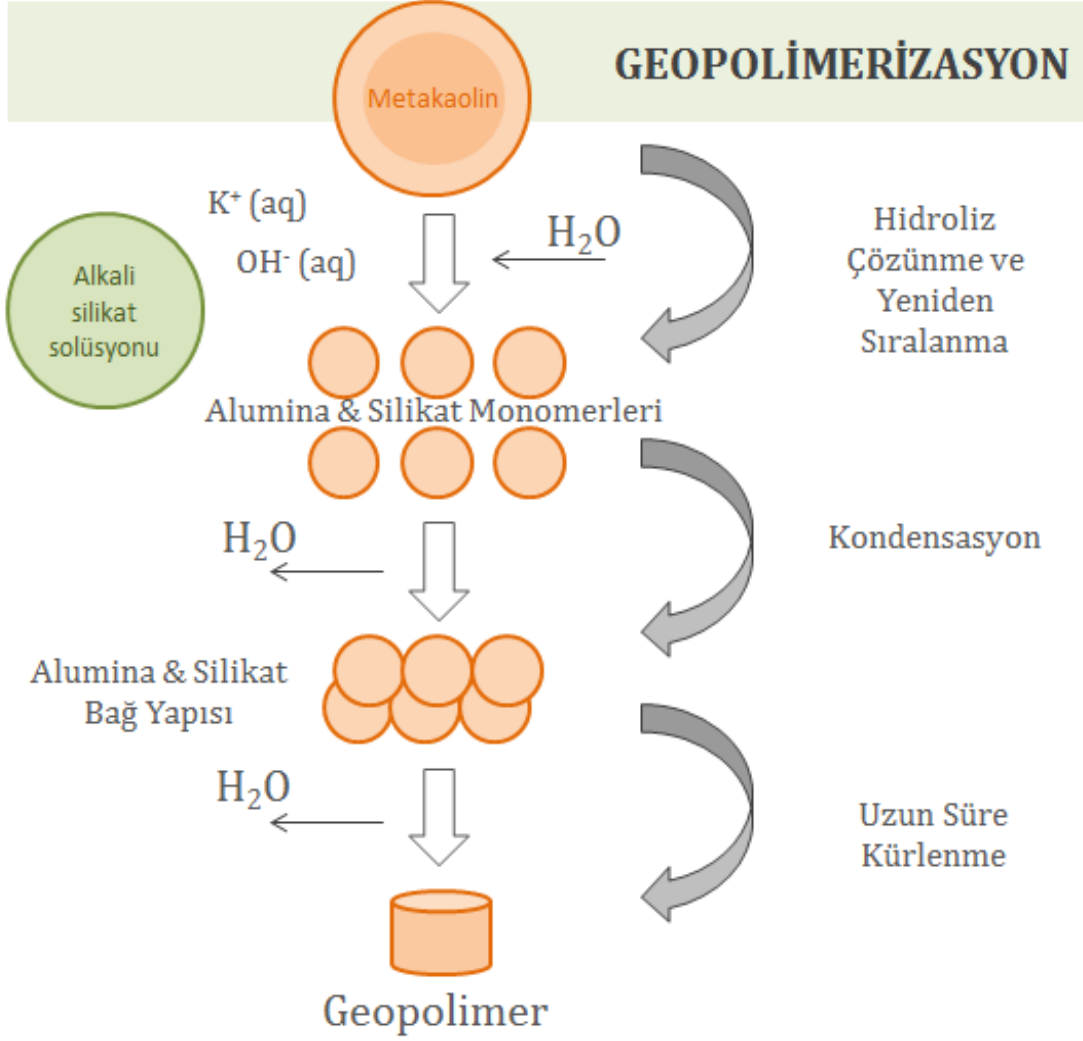 GEOPOLİMERİZASYON
Metakaolin
K⁺ (aq)
OH⁻ (aq)
H₂O
Alkali
silikat
solüsyonu
Hidroliz
Çözünme ve
Yeniden
Sıralanma
Alumina & Silikat Monomerleri
H₂O
Kondensasyon
Alumina & Silikat
Bağ Yapısı
H₂O
Uzun Süre
Kürlenme
Geopolimer